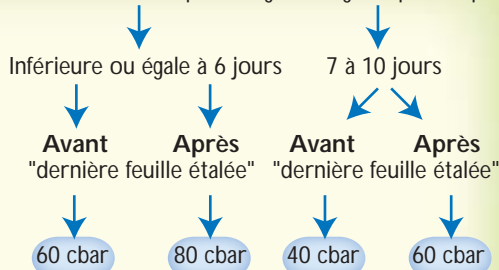 Inférieure ou égale à 6 jours 7 à 10 jours
Avant Après Avant Après
"dernière feuille étalée" "dernière feuille étalée"
60 cbar 80 cbar 40 cbar 60 cbar